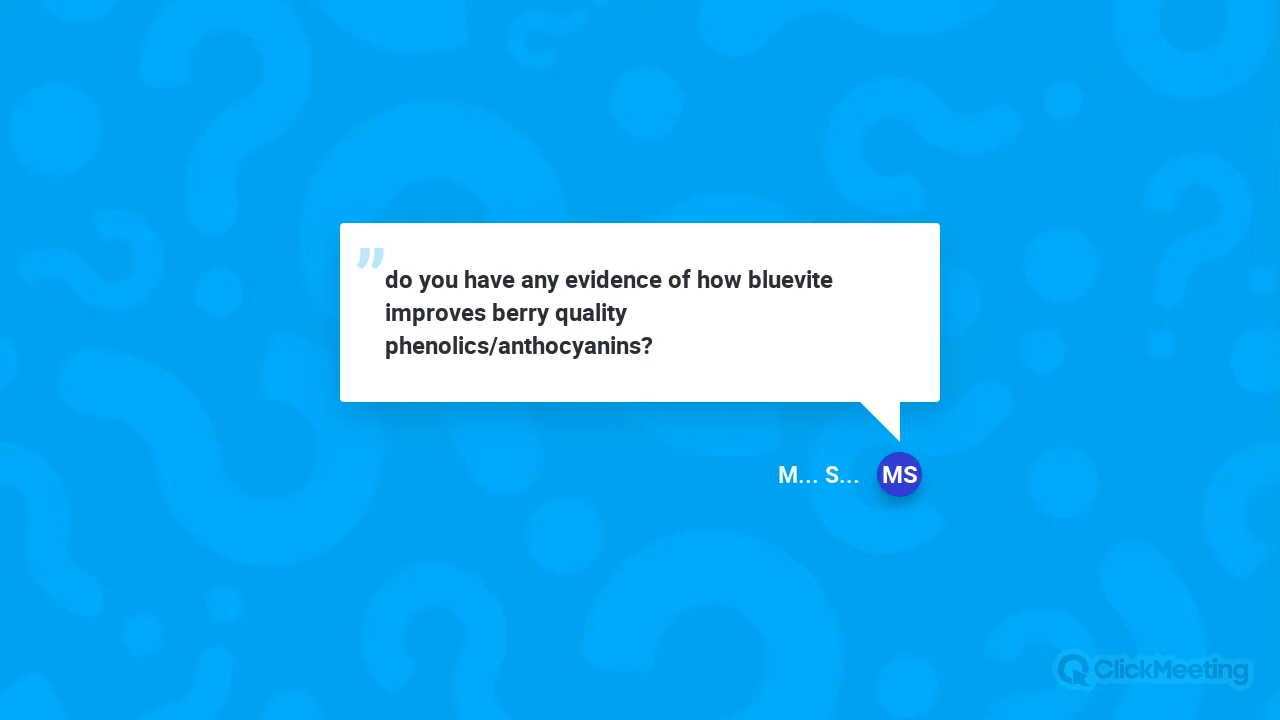 do you have any evidence of how bluevite
improves berry quality
phenolics/anthocyanins?
M... S... MS
ClickMeeting